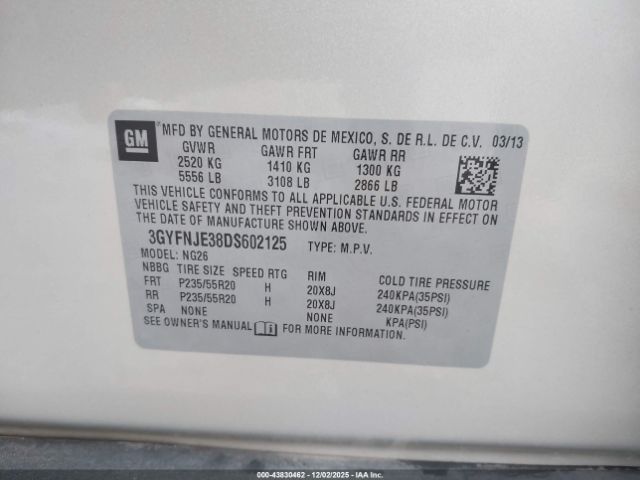 GM
MFD BY GENERAL MOTORS DE MEXICO, S. DE R.L. DE C.V. 03/13
GVWR GAWR FRT GAWR RR
2520 KG 1410 KG 1300 KG
5556 LB 3108 LB 2866 LB
THIS VEHICLE CONFORMS TO ALL APPLICABLE U.S. FEDERAL MOTOR
VEHICLE SAFETY AND THEFT PREVENTION STANDARDS IN EFFECT ON
THE DATE OF MANUFACTURE SHOWN ABOVE.
3GYFNJE38DS602125 TYPE: M.P.V.
MODEL: NG26
NBBG TIRE SIZE SPEED RTG RIM COLD TIRE PRESSURE
FRT P235/55R20 H 20X8J 240KPA(35PSI)
RR P235/55R20 H 20X8J 240KPA(35PSI)
SPA NONE NONE KPA(PSI)
SEE OWNER'S MANUAL FOR MORE INFORMATION.
000-43830462 - 12/02/2025 - IAAI Inc.